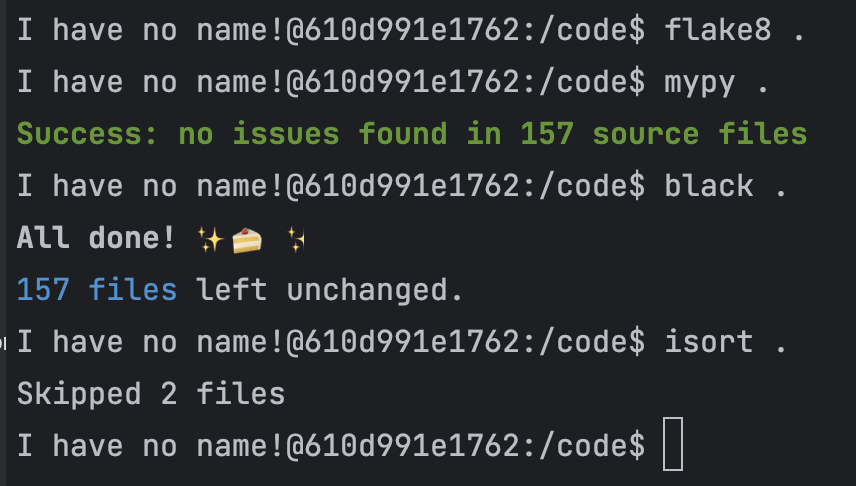 I have no name!@610d991e1762:/code$ flake8 .
I have no name!@610d991e1762:/code$ mypy .
Success: no issues found in 157 source files
I have no name!@610d991e1762:/code$ black .
All done! ✨🍰 ✨
157 files left unchanged.
I have no name!@610d991e1762:/code$ isort .
Skipped 2 files
I have no name!@610d991e1762:/code$